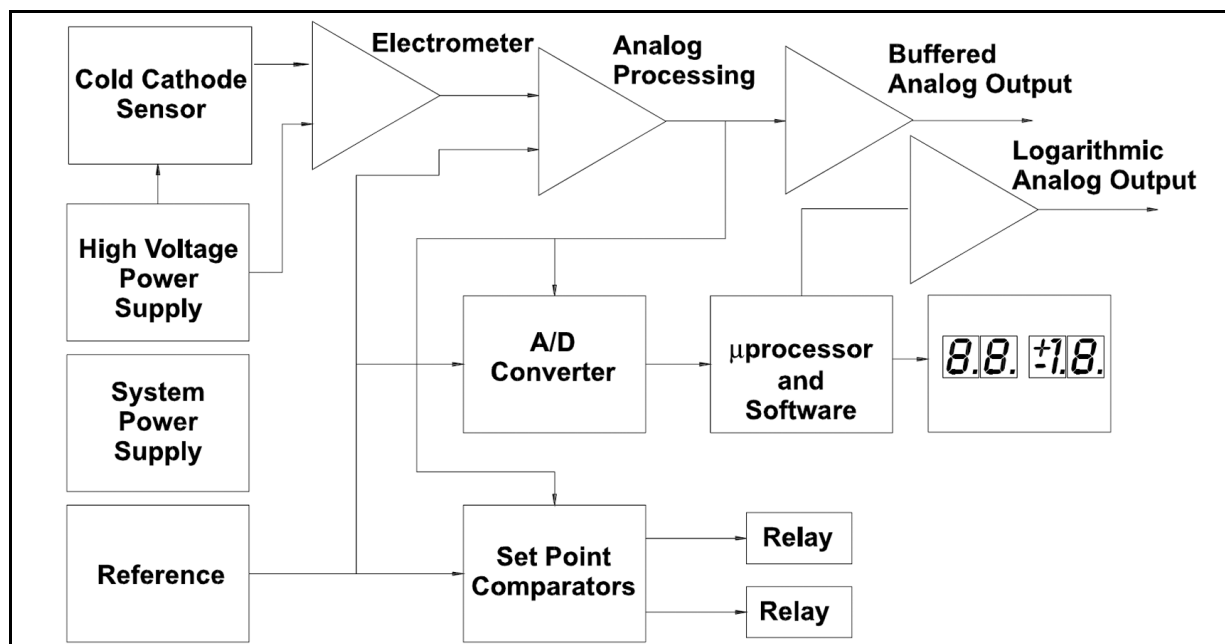 Cold Cathode
Sensor
Electrometer
Analog
Processing
Buffered
Analog Output
Logarithmic
Analog Output
High Voltage
Power
Supply
A/D
Converter
μprocessor
and
Software
8.8. ±1.8.
System
Power
Supply
Reference
Set Point
Comparators
Relay
Relay